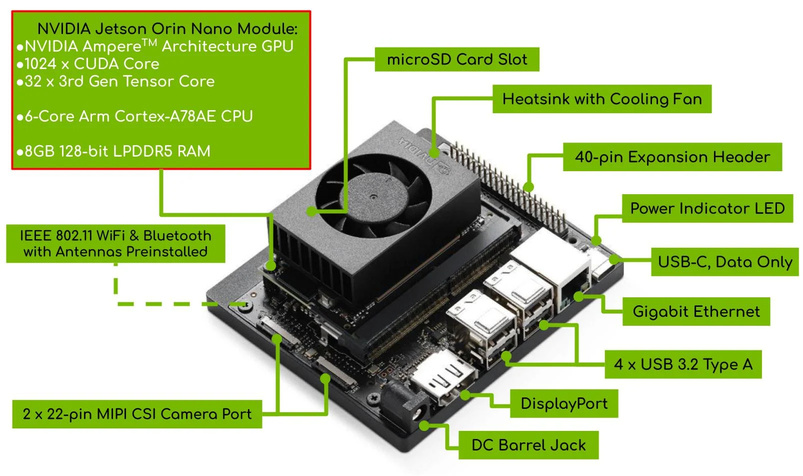 NVIDIA Jetson Orin Nano Module:
●NVIDIA Ampere™ Architecture GPU
●1024 x CUDA Core
●32 x 3rd Gen Tensor Core
●6-Core Arm Cortex-A78AE CPU
●8GB 128-bit LPDDR5 RAM
microSD Card Slot
Heatsink with Cooling Fan
NVIDIA
40-pin Expansion Header
Power Indicator LED
IEEE 802.11 WiFi & Bluetooth
with Antennas Preinstalled
USB-C, Data Only
Gigabit Ethernet
4 x USB 3.2 Type A
DisplayPort
2 x 22-pin MIPI CSI Camera Port
DC Barrel Jack